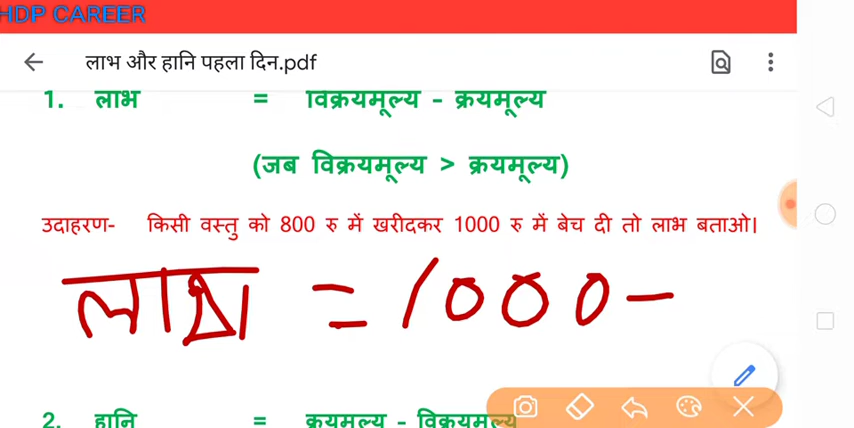 HDP CAREER
लाभ और हानि पहला दिन.pdf
1. लाभ = विक्रयमूल्य - क्रयमूल्य
(जब विक्रयमूल्य > क्रयमूल्य)
उदाहरण- किसी वस्तु को 800 रु में खरीदकर 1000 रु में बेच दी तो लाभ बताओ।
लाभ = 1000 -
2. हानि = क्रयमूल्य - विक्रयमूल्य